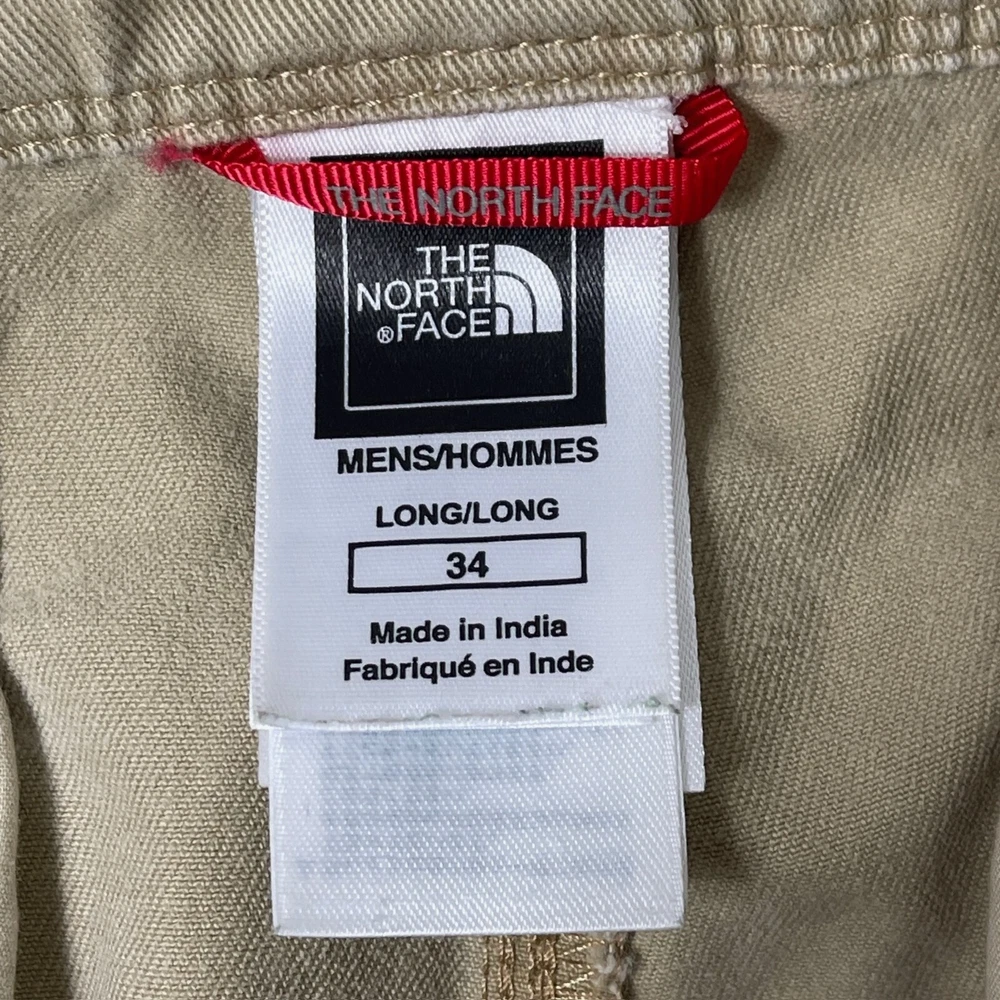 THE NORTH FACE
THE
NORTH
®FACE
MENS/HOMMES
LONG/LONG
34
Made in India
Fabriqué en Inde